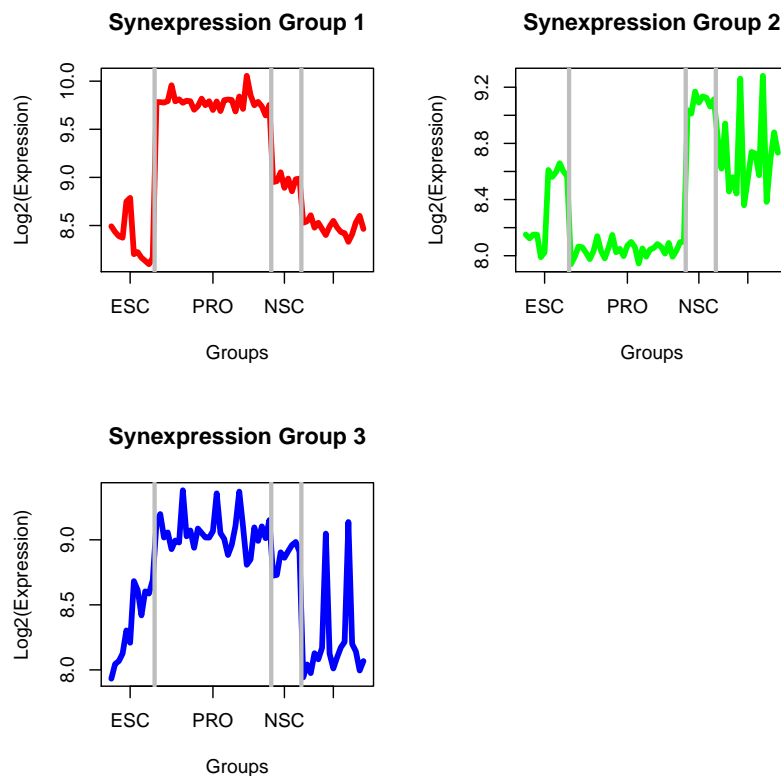 Synexpression Group 1
Log2(Expression)
10.0
9.5
9.0
8.5
ESC PRO NSC
Groups
Synexpression Group 2
Log2(Expression)
9.2
8.8
8.4
8.0
ESC PRO NSC
Groups
Synexpression Group 3
Log2(Expression)
9.0
8.5
8.0
ESC PRO NSC
Groups